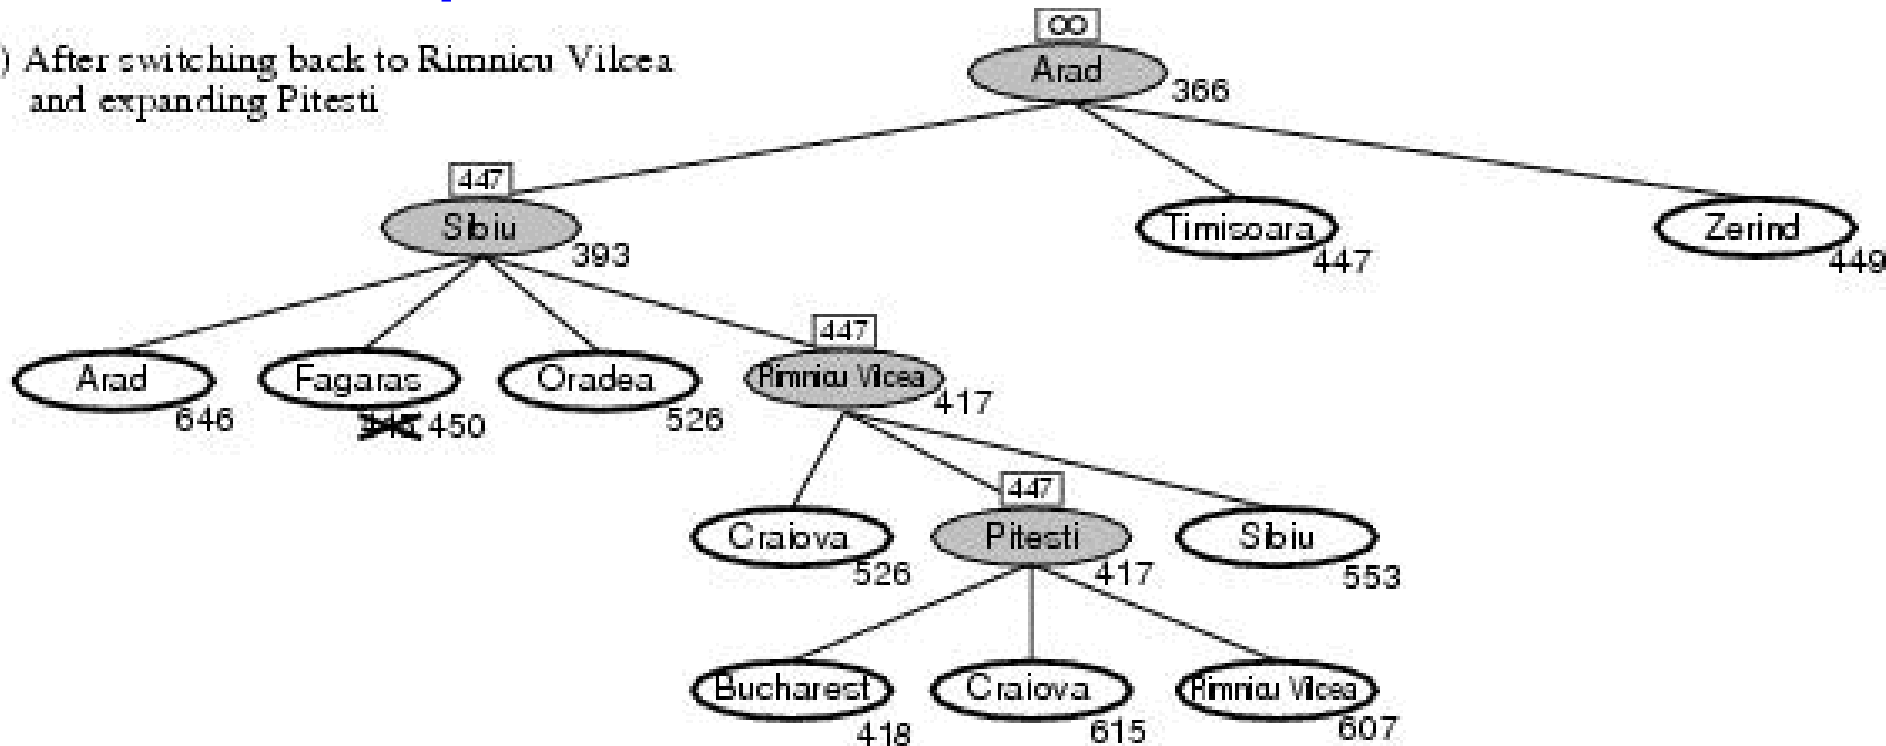 ) After switching back to Rimnicu Vilcea
and expanding Pitesti
∞
Arad
366
447
Sibiu
393
Timisoara
447
Zerind
449
Arad
646
Fagaras
450
Oradea
526
447
Rimnicu Vilcea
417
Craiova
526
447
Pitesti
417
Sibiu
553
Bucharest
418
Craiova
615
Rimnicu Vilcea
607